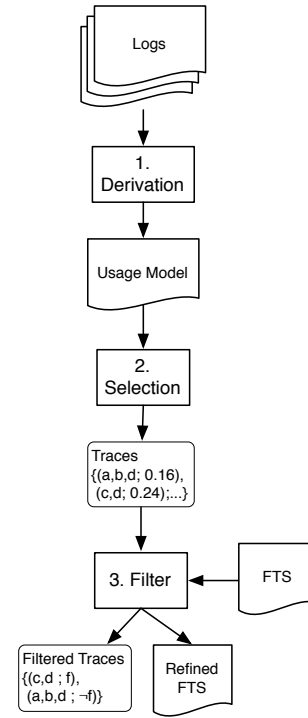 Logs
1.
Derivation
Usage Model
2.
Selection
Traces
{(a,b,d; 0.16),
(c,d; 0.24);...}
3. Filter
FTS
Filtered Traces
{(c,d ; f),
(a,b,d ; ¬f)}
Refined
FTS